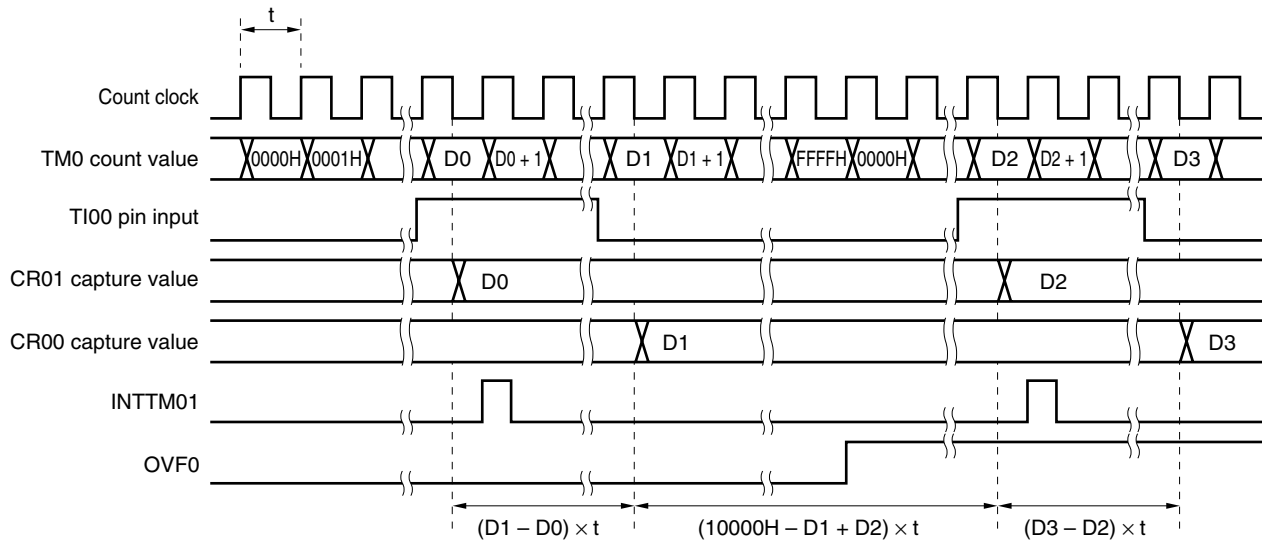 t
Count clock
TM0 count value 0000H 0001H D0 D0 + 1 D1 D1 + 1 FFFFH 0000H D2 D2 + 1 D3
TI00 pin input
CR01 capture value D0 D2
CR00 capture value D1 D3
INTTM01
OVF0
(D1 – D0) × t (10000H – D1 + D2) × t (D3 – D2) × t